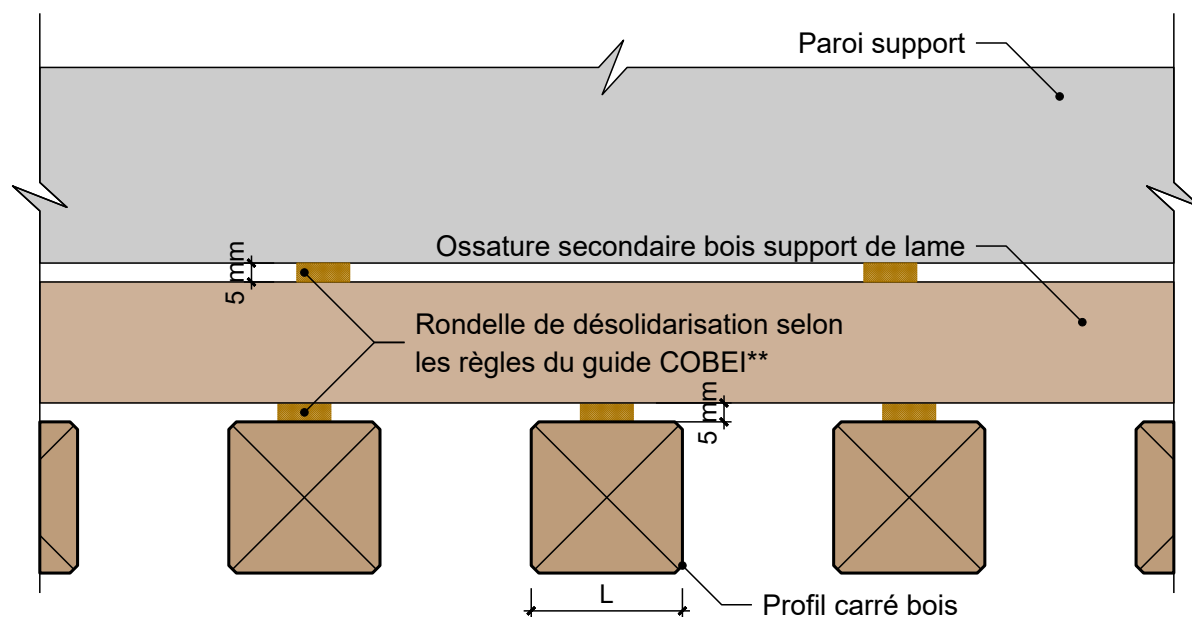 Paroi support
Ossature secondaire bois support de lame
5 mm
Rondelle de désolidarisation selon
les règles du guide COBEI**
5 mm
L
Profil carré bois